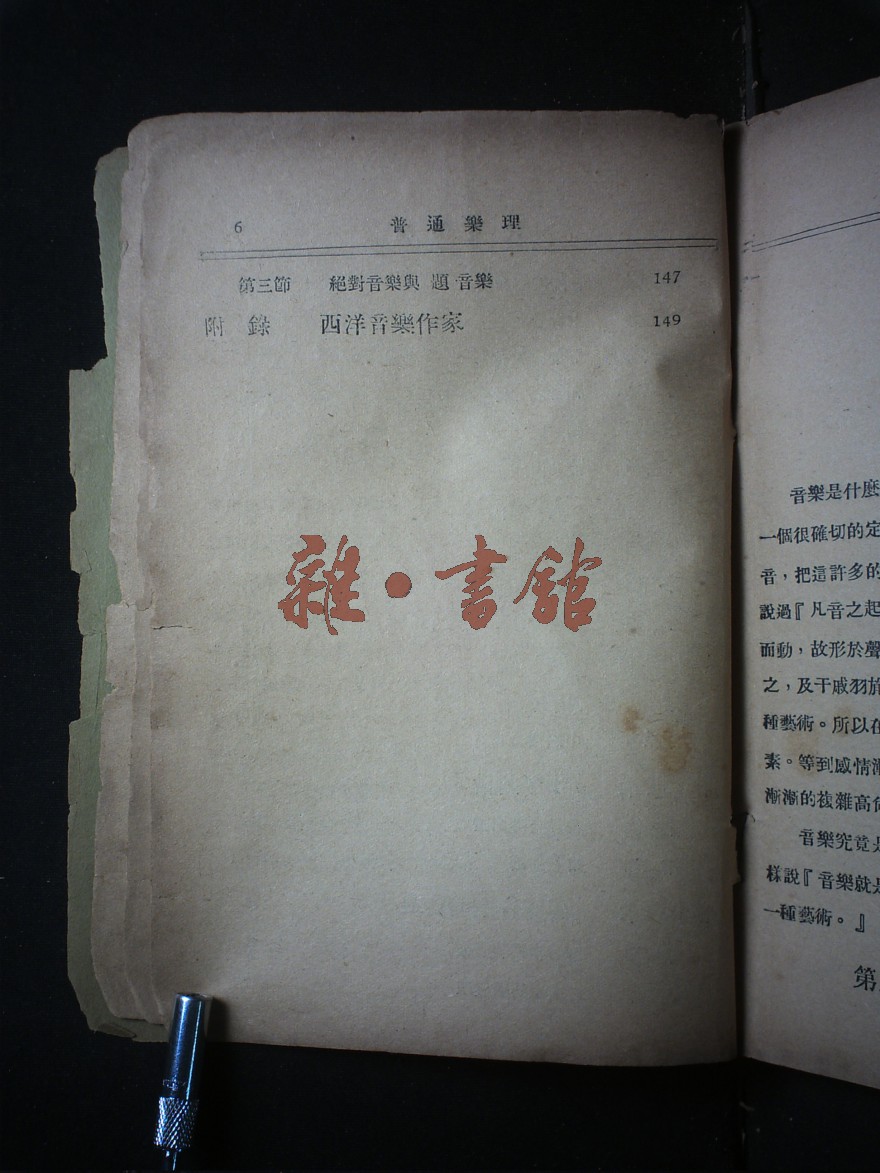 6 普通樂理
第三節 絕對音樂與 題 音樂 147
附錄 西洋音樂作家 149
雜·書館
音樂是什麼
一個很確切的定
音，把這許多的
說過『凡音之起
而動，故形於聲
之，及干戚羽旄
種藝術。所以在
素。等到感情漸
漸漸的複雜高尚
音樂究竟是
樣說『音樂就是
一種藝術。』
第